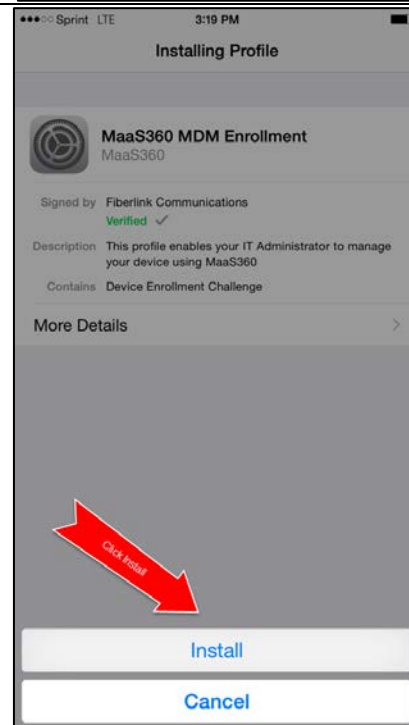 Sprint LTE 3:19 PM
Installing Profile
MaaS360 MDM Enrollment
MaaS360
Signed by Fiberlink Communications
Verified ✓
Description This profile enables your IT Administrator to manage
your device using MaaS360
Contains Device Enrollment Challenge
More Details
Click Install
Install
Cancel